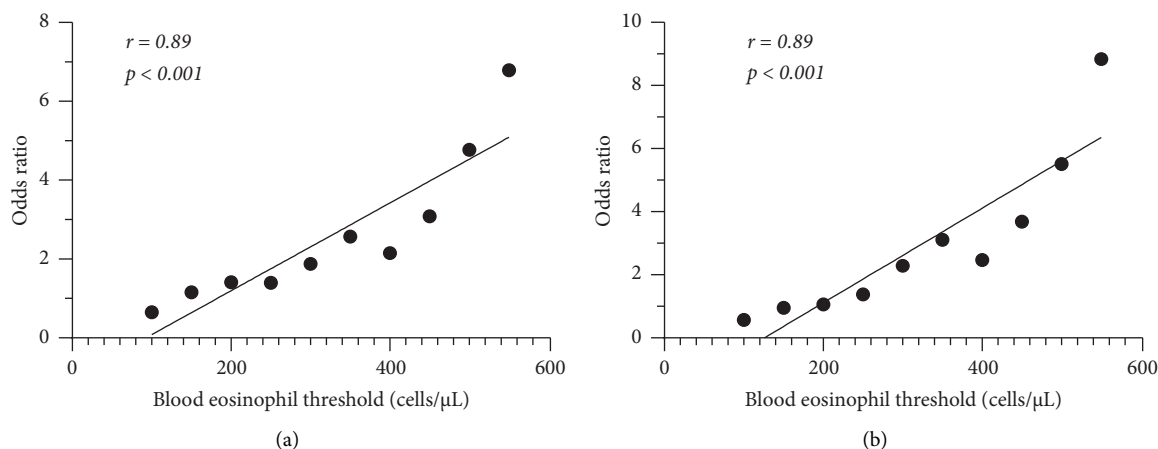 8
6
4
2
0
Odds ratio
r = 0.89
p < 0.001
0
200
400
600
Blood eosinophil threshold (cells/μL)
(a)
10
8
6
4
2
0
Odds ratio
r = 0.89
p < 0.001
0
200
400
600
Blood eosinophil threshold (cells/μL)
(b)